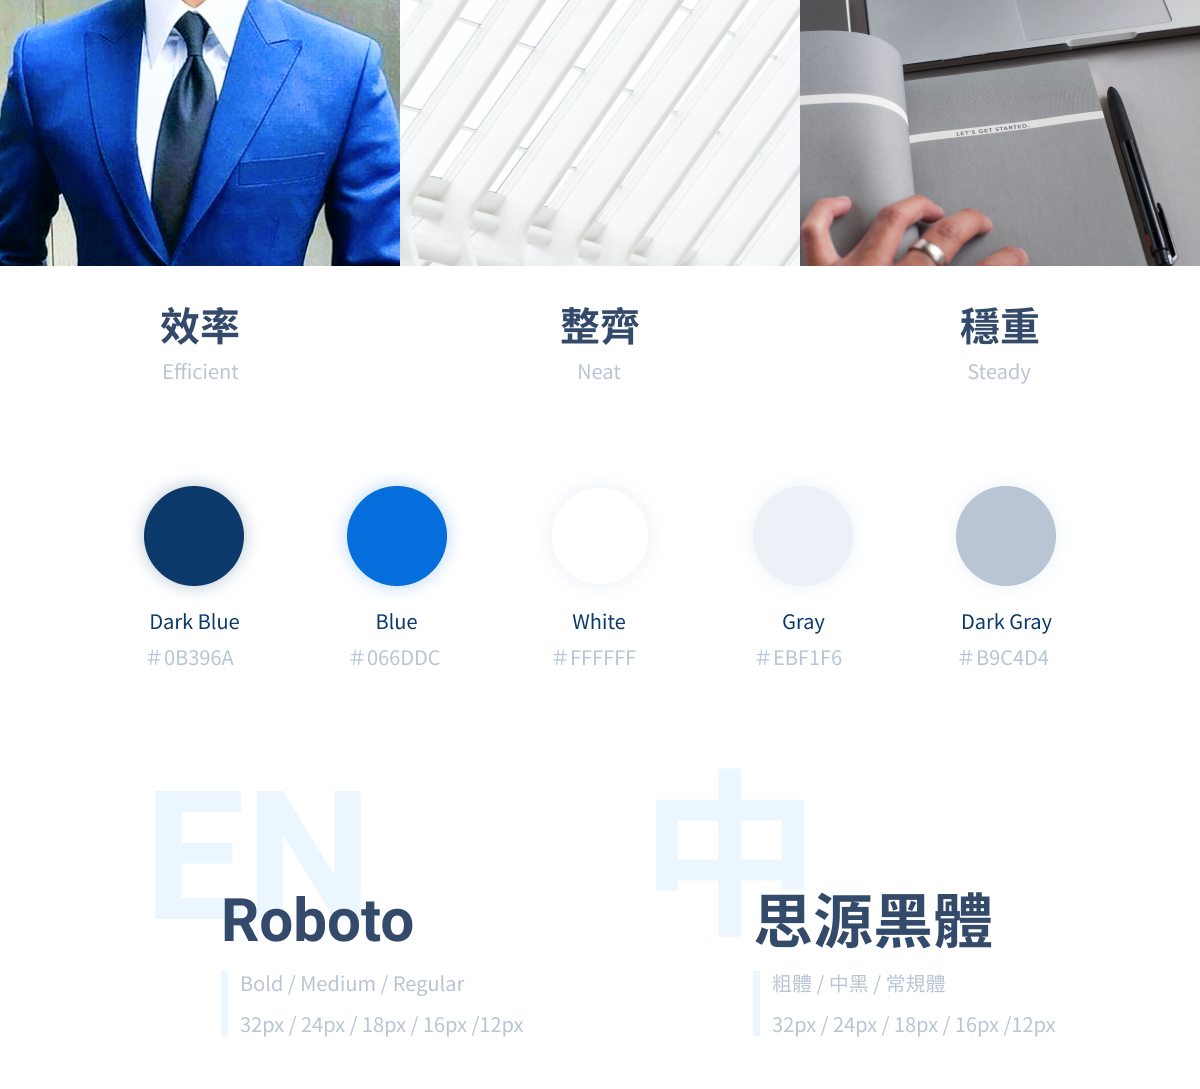 LET'S GET STARTED.
效率
Efficient
整齊
Neat
穩重
Steady
Dark Blue
＃0B396A
Blue
＃066DDC
White
＃FFFFFF
Gray
＃EBF1F6
Dark Gray
＃B9C4D4
EN
Roboto
Bold / Medium / Regular
32px / 24px / 18px / 16px /12px
中
思源黑體
粗體 / 中黑 / 常規體
32px / 24px / 18px / 16px /12px